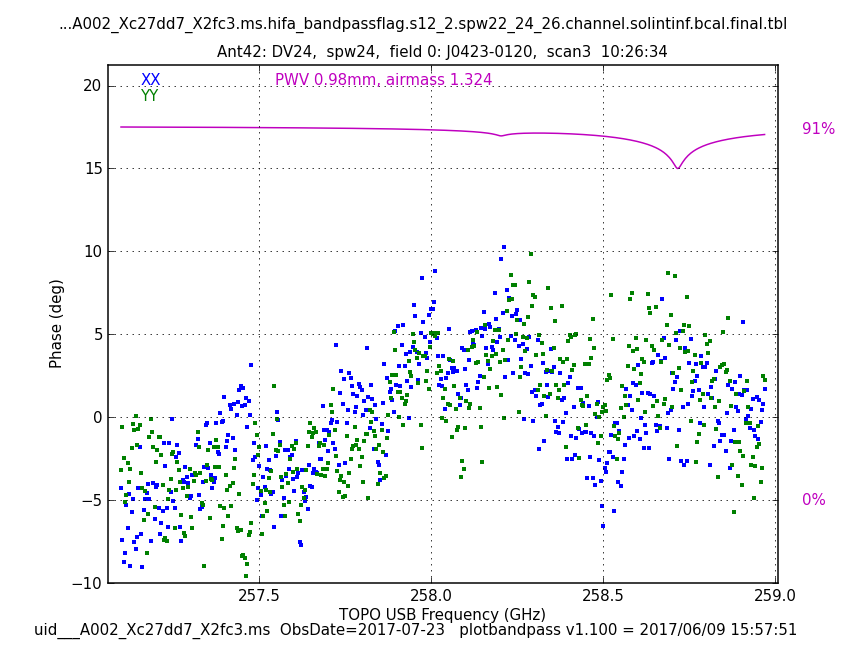 ...A002_Xc27dd7_X2fc3.ms.hifa_bandpassflag.s12_2.spw22_24_26.channel.solintinf.bcal.final.tbl
Ant42: DV24, spw24, field 0: J0423-0120, scan3 10:26:34
XX
PWV 0.98mm, airmass 1.324
YY
20
15
10
5
0
−5
−10
91%
0%
Phase (deg)
257.5 258.0 258.5 259.0
TOPO USB Frequency (GHz)
uid___A002_Xc27dd7_X2fc3.ms ObsDate=2017-07-23 plotbandpass v1.100 = 2017/06/09 15:57:51